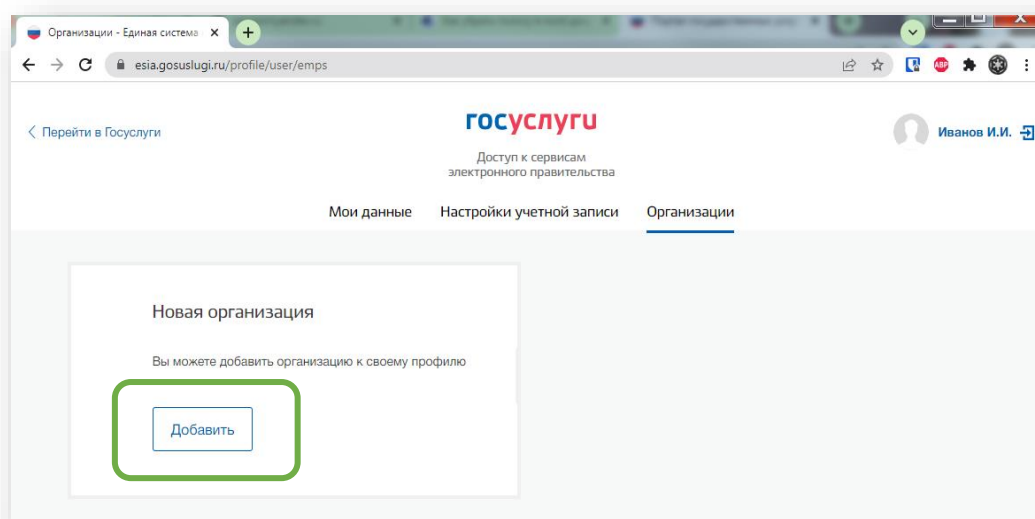 Организации - Единая система
esia.gosuslugi.ru/profile/user/emps
ABP
Перейти в Госуслуги
госуслуги
Иванов И.И.
Доступ к сервисам
электронного правительства
Мои данные Настройки учетной записи Организации
Новая организация
Вы можете добавить организацию к своему профилю
Добавить